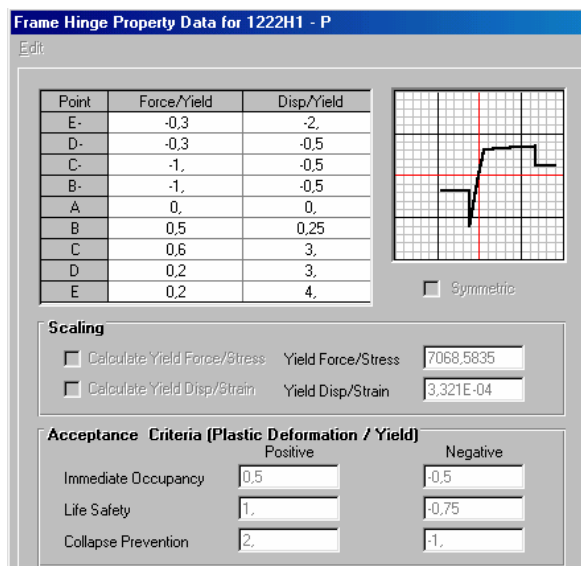 Frame Hinge Property Data for 1222H1 - P
Edit
Point Force/Yield Disp/Yield
E- -0,3 -2,
D- -0,3 -0,5
C- -1, -0,5
B- -1, -0,5
A 0, 0,
B 0,5 0,25
C 0,6 3,
D 0,2 3,
E 0,2 4,
Symmetric
Scaling
Calculate Yield Force/Stress Yield Force/Stress 7068,5835
Calculate Yield Disp/Strain Yield Disp/Strain 3,321E-04
Acceptance Criteria (Plastic Deformation / Yield)
Positive Negative
Immediate Occupancy 0,5 -0,5
Life Safety 1, -0,75
Collapse Prevention 2, -1,